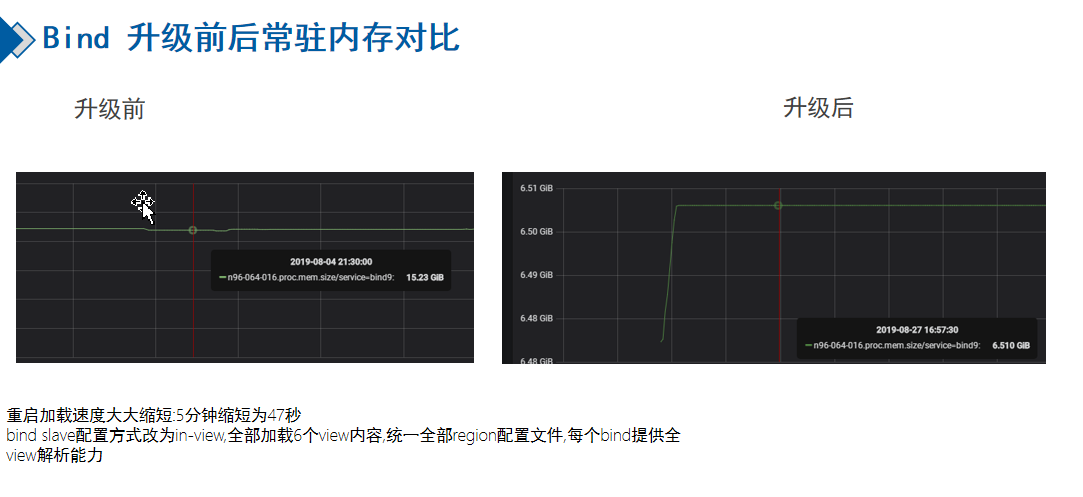 Bind 升级前后常驻内存对比
升级前
升级后
2019-08-04 21:30:00
n96-064-016.proc.mem.size/service=bind9: 15.23 GiB
6.51 GiB
6.50 GiB
6.49 GiB
6.48 GiB
6.48 GiB
2019-08-27 16:57:30
n96-064-016.proc.mem.size/service=bind9: 6.510 GiB
重启加载速度大大缩短:5分钟缩短为47秒
bind slave配置方式改为in-view,全部加载6个view内容,统一全部region配置文件,每个bind提供全
view解析能力